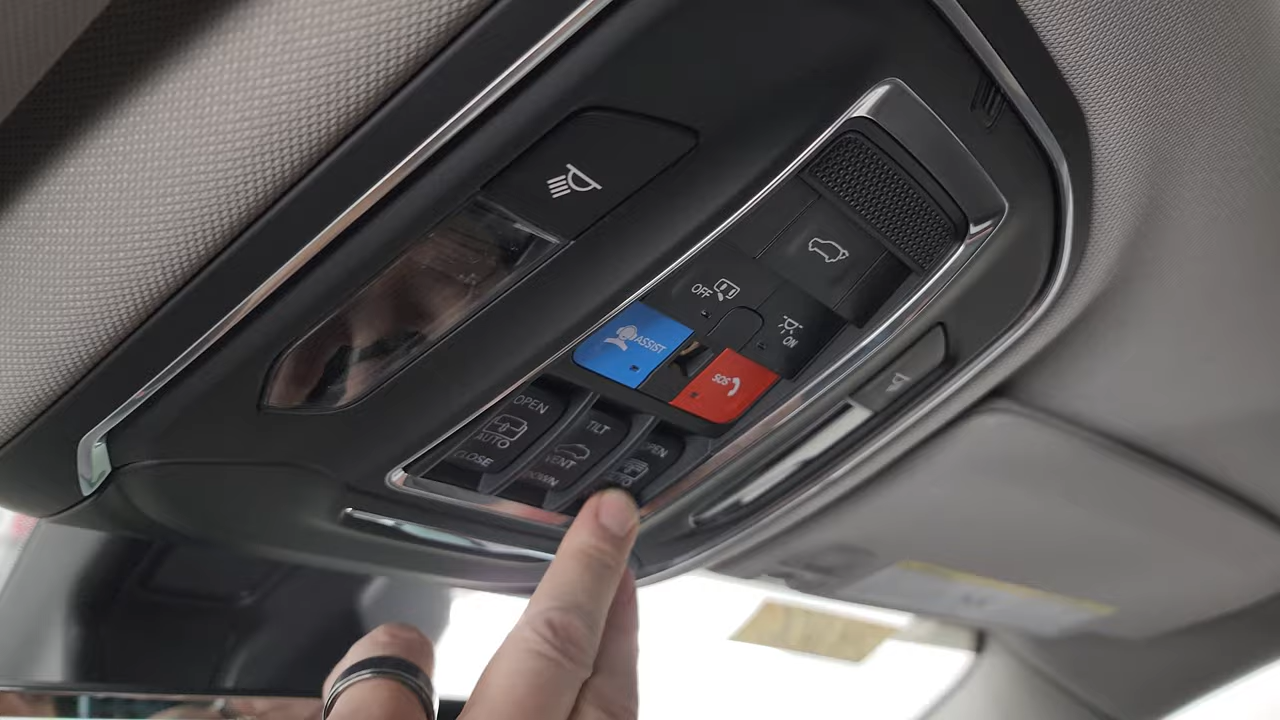 OFF
ON
ASSIST
SOS
OPEN
AUTO
CLOSE
TILT
VENT
DOWN
OPEN